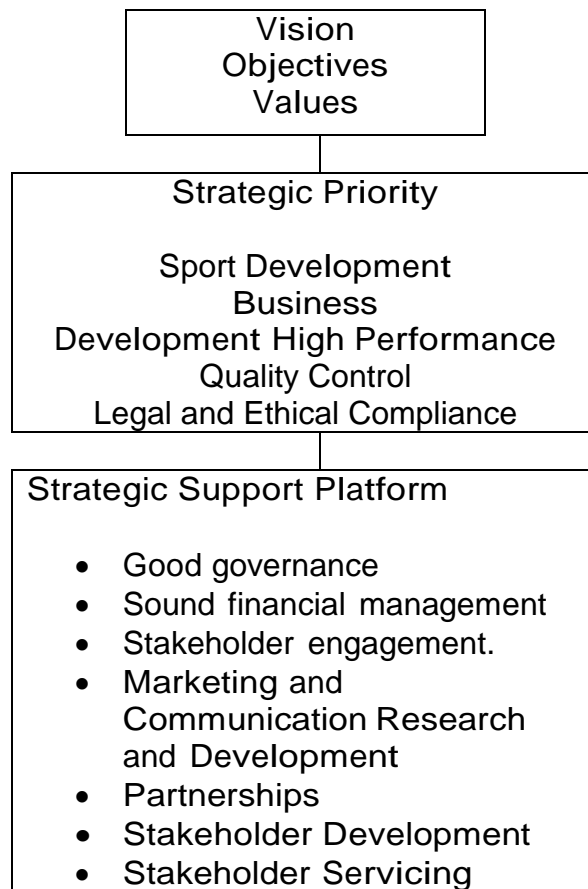 Vision
Objectives
Values
Strategic Priority
Sport Development
Business
Development High Performance
Quality Control
Legal and Ethical Compliance
Strategic Support Platform
• Good governance
• Sound financial management
• Stakeholder engagement.
• Marketing and
Communication Research
and Development
• Partnerships
• Stakeholder Development
• Stakeholder Servicing